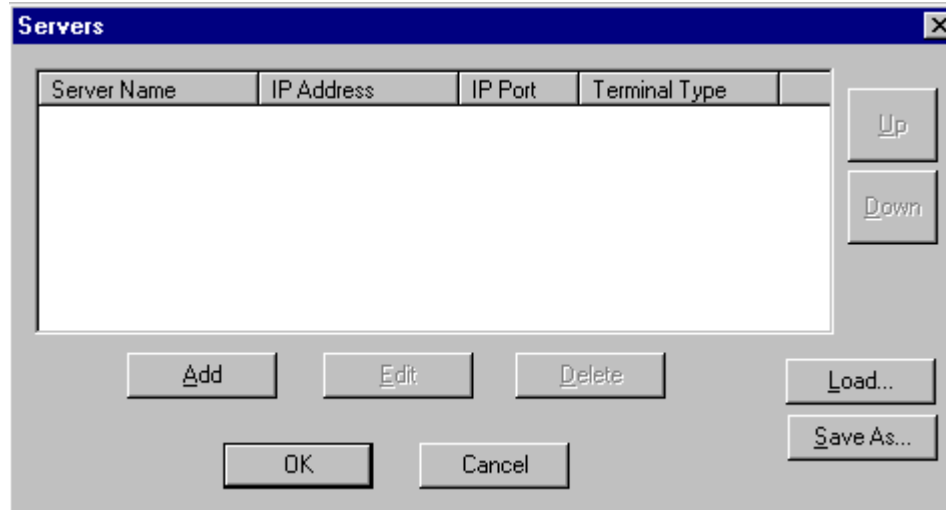 Servers
Server Name IP Address IP Port Terminal Type
Up
Down
Add Edit Delete
Load...
Save As...
OK Cancel